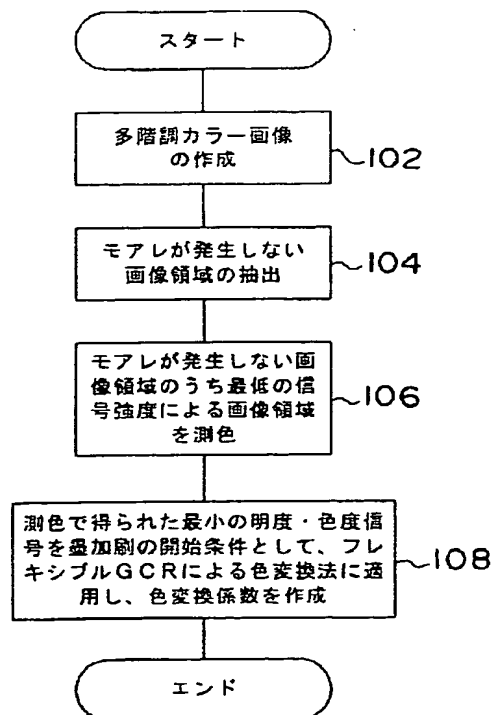 スタート
多階調カラー画像
の作成
102
モアレが発生しない
画像領域の抽出
104
モアレが発生しない画
像領域のうち最低の信
号強度による画像領域
を測色
106
測色で得られた最小の明度・色度信
号を墨加刷の開始条件として、フレ
キシブルGCRによる色変換法に適
用し、色変換係数を作成
108
エンド